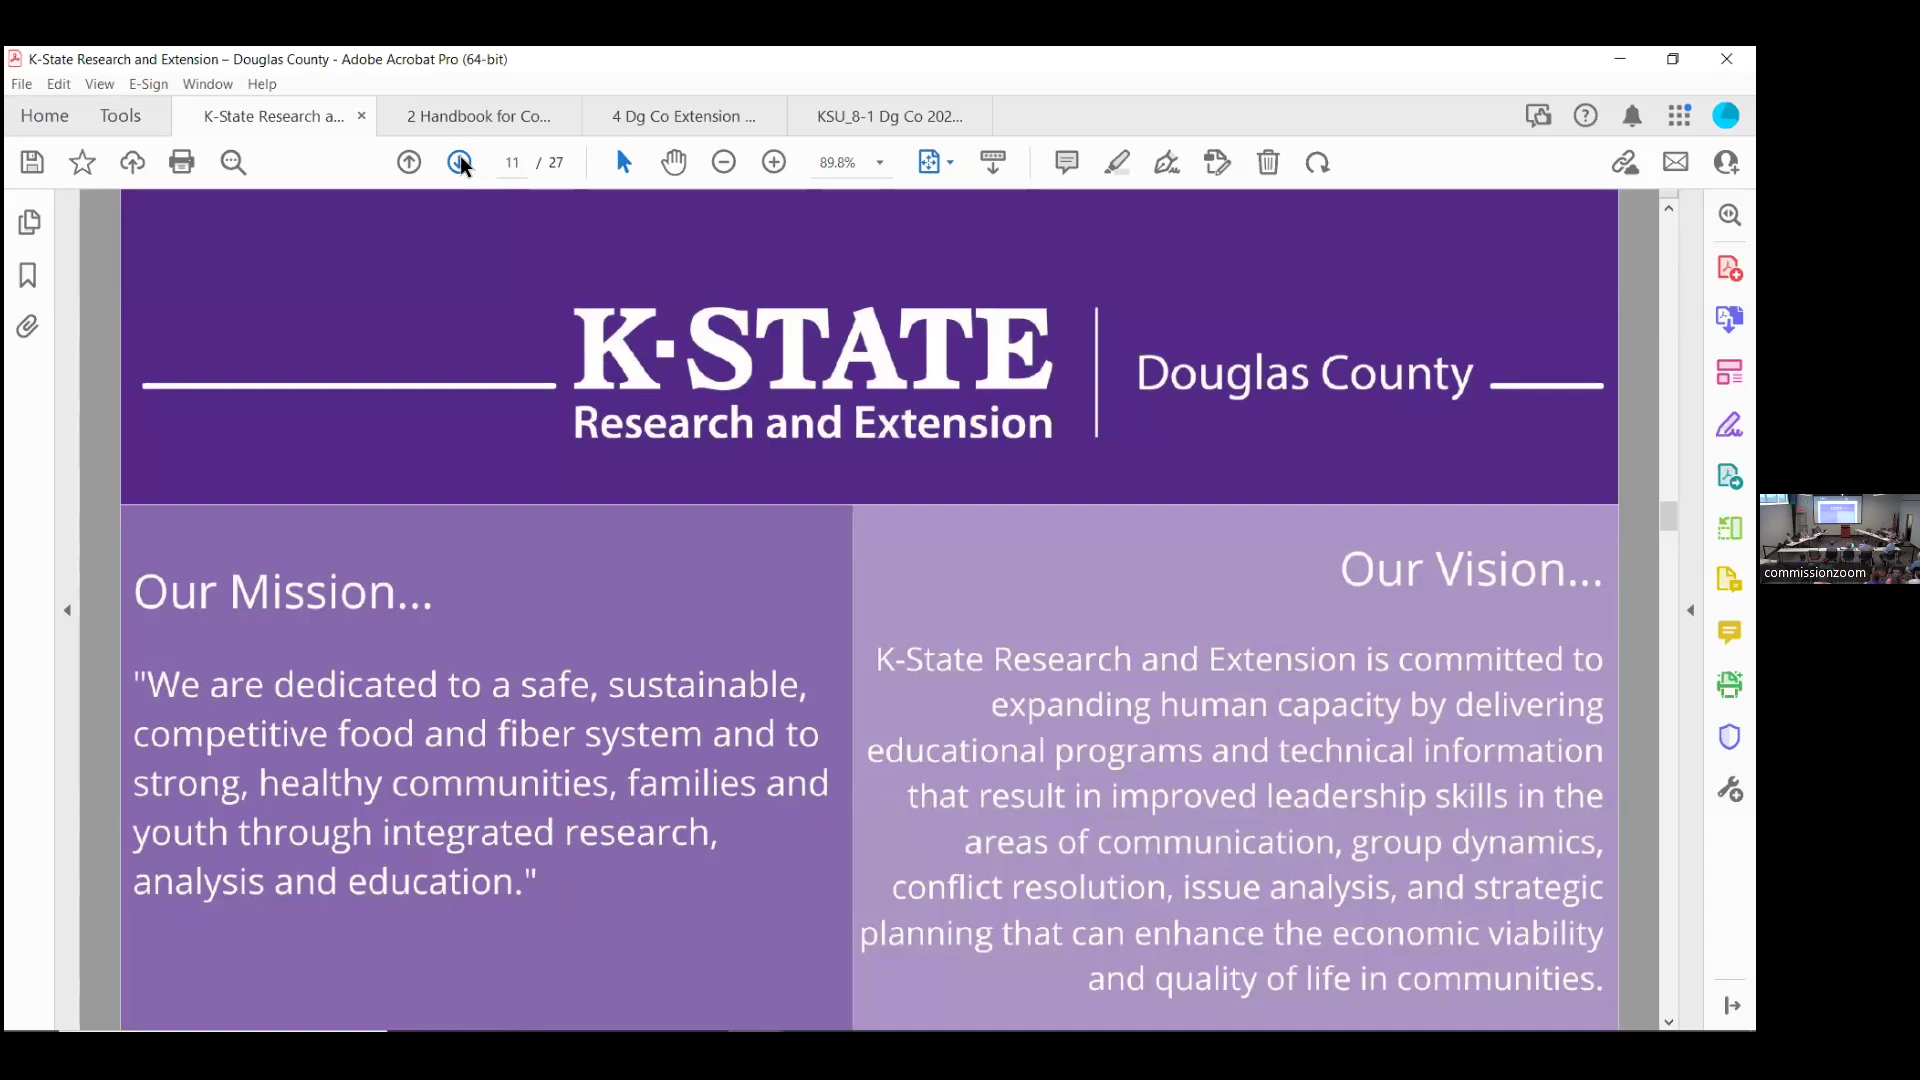 K-State Research and Extension – Douglas County - Adobe Acrobat Pro (64-bit)
File Edit View E-Sign Window Help
Home Tools K-State Research a... × 2 Handbook for Co... 4 Dg Co Extension ... KSU_8-1 Dg Co 202...
11 / 27 89.8%
K-STATE
Research and Extension
Douglas County
Our Mission...
"We are dedicated to a safe, sustainable,
competitive food and fiber system and to
strong, healthy communities, families and
youth through integrated research,
analysis and education."
Our Vision...
K-State Research and Extension is committed to
expanding human capacity by delivering
educational programs and technical information
that result in improved leadership skills in the
areas of communication, group dynamics,
conflict resolution, issue analysis, and strategic
planning that can enhance the economic viability
and quality of life in communities.
commissionzoom